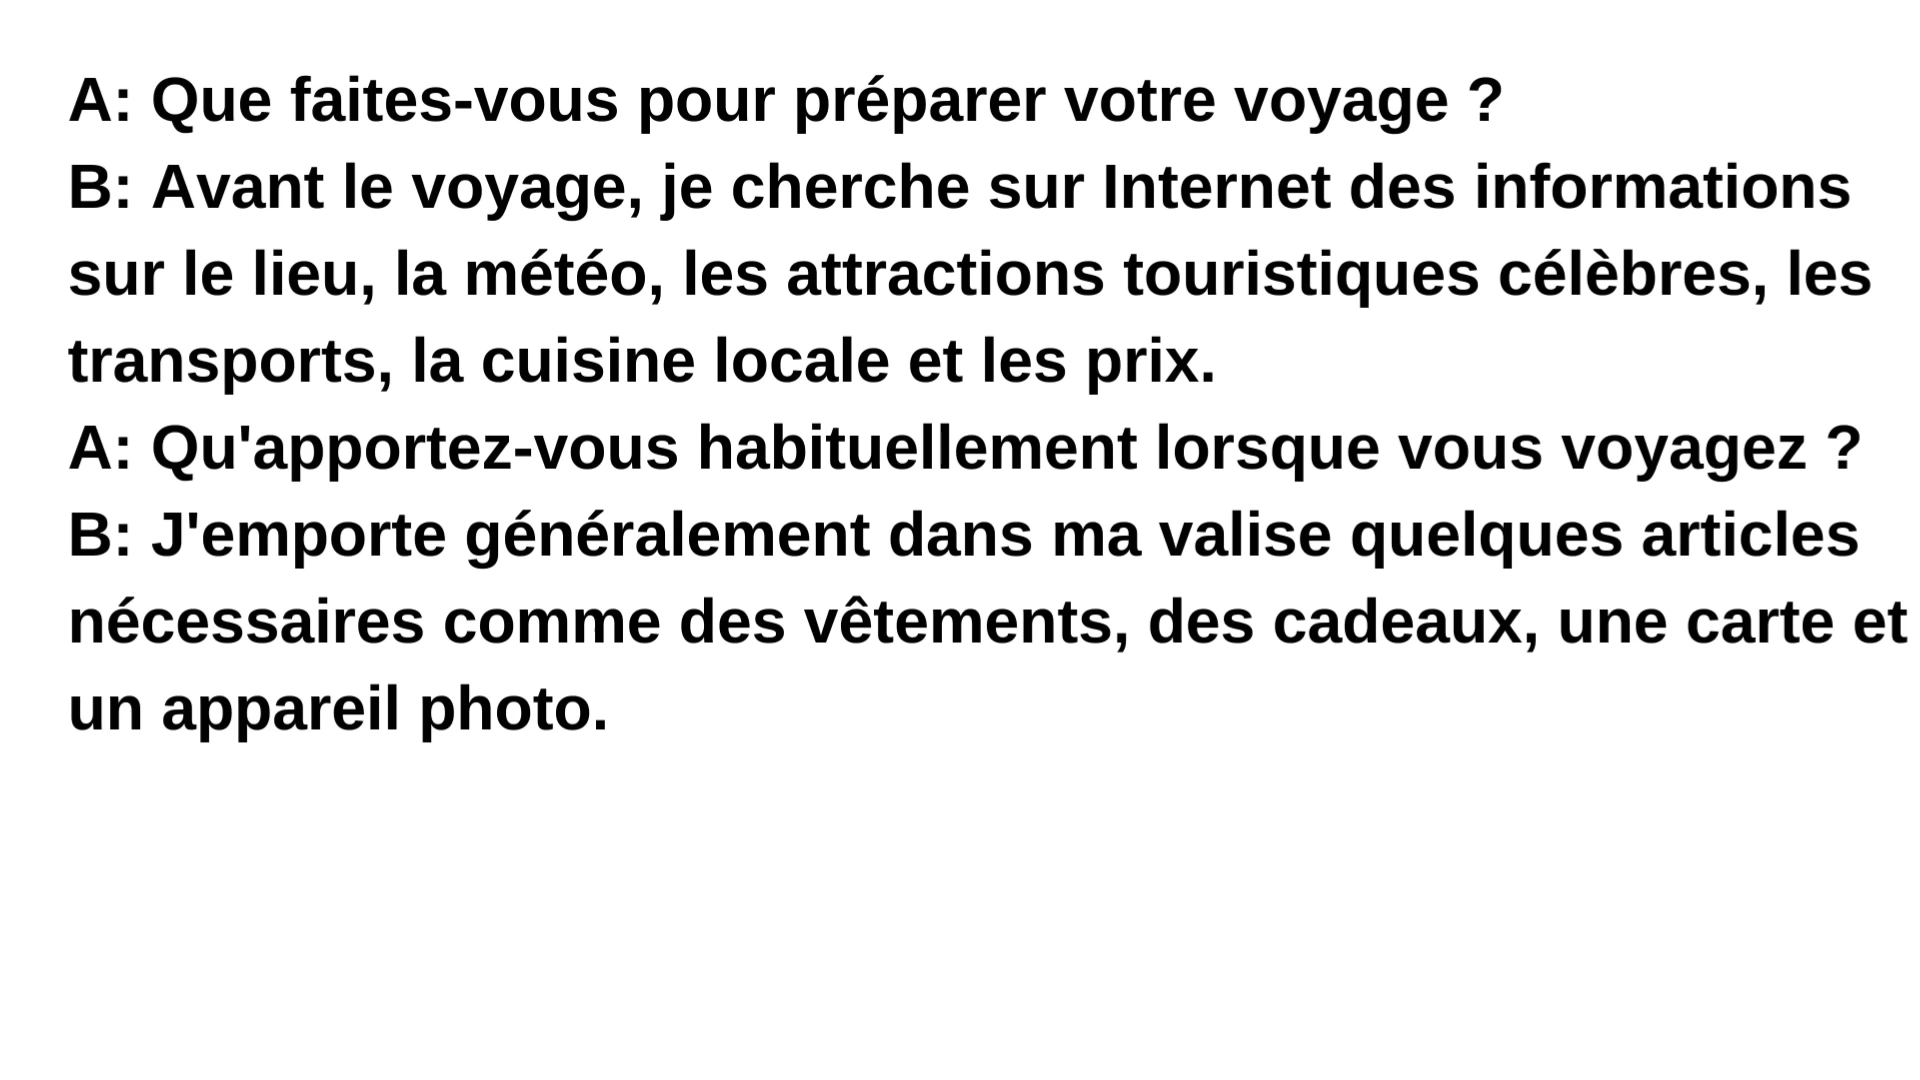 A: Que faites-vous pour préparer votre voyage ?
B: Avant le voyage, je cherche sur Internet des informations
sur le lieu, la météo, les attractions touristiques célèbres, les
transports, la cuisine locale et les prix.
A: Qu'apportez-vous habituellement lorsque vous voyagez ?
B: J'emporte généralement dans ma valise quelques articles
nécessaires comme des vêtements, des cadeaux, une carte et
un appareil photo.